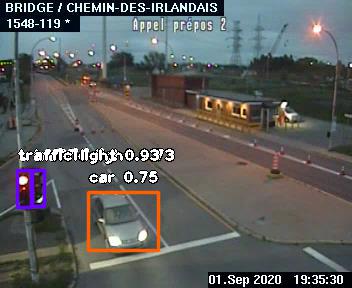 BRIDGE / CHEMIN-DES-IRLANDAIS
1548-119 *
Appel prépos 2
traffic light 0.93
car 0.75
01.Sep 2020 19:35:30